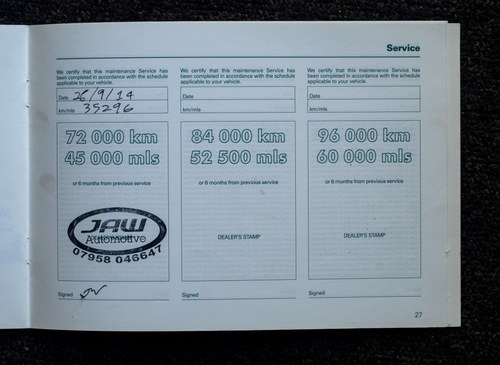 Service
We certify that this maintenance Service has
been completed in accordance with the schedule
applicable to your vehicle.
Date 26/9/14
km/mls 35296
72 000 km
45 000 mls
or 6 months from previous service
JAW
Automotive
07958 046647
Signed
We certify that this maintenance Service has
been completed in accordance with the schedule
applicable to your vehicle.
Date
km/mls
84 000 km
52 500 mls
or 6 months from previous service
DEALER'S STAMP
Signed
We certify that this maintenance Service has
been completed in accordance with the schedule
applicable to your vehicle.
Date
km/mls
96 000 km
60 000 mls
or 6 months from previous service
DEALER'S STAMP
Signed
27